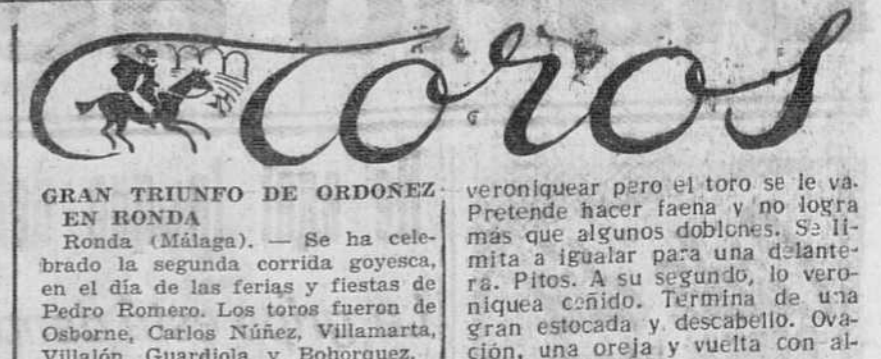 Toros
GRAN TRIUNFO DE ORDOÑEZ
EN RONDA
Ronda (Málaga). — Se ha cele-
brado la segunda corrida goyesca,
en el día de las ferias y fiestas de
Pedro Romero. Los toros fueron de
Osborne, Carlos Núñez, Villamarta,
Villalón, Guardiola y Bohorquez.
veroniquear pero el toro se le va.
Pretende hacer faena y no logra
más que algunos doblones. Se li-
mita a igualar para una delante-
ra. Pitos. A su segundo, lo vero-
niquea ceñido. Termina de una
gran estocada y descabello. Ova-
ción, una oreja y vuelta con al-